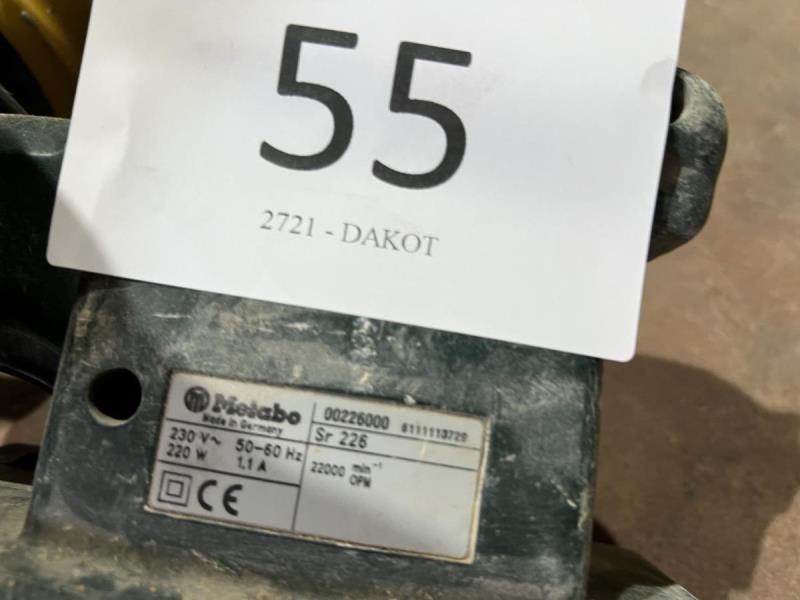 55
2721 - DAKOT
Metabo
Made in Germany
230 V~ 50-60 Hz
220 W 1,1 A
CE
00226000 6111113729
Sr 226
22000 min⁻¹
OPM